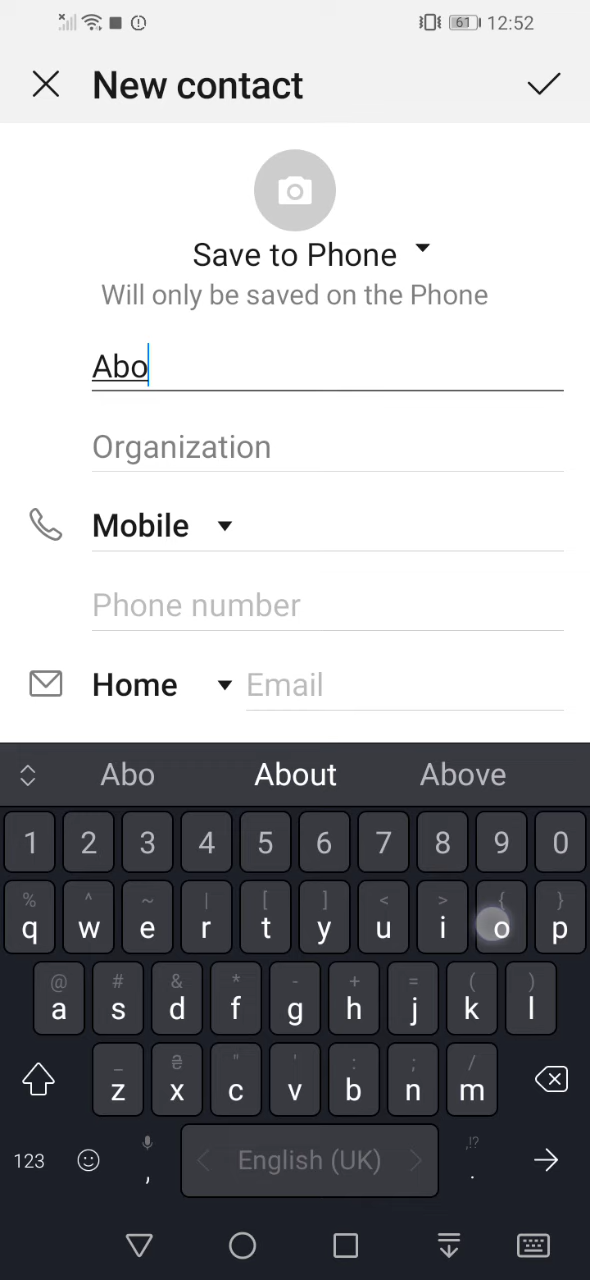 61 12:52
New contact
Save to Phone
Will only be saved on the Phone
Abo
Organization
Mobile
Phone number
Home Email
Abo About Above
1 2 3 4 5 6 7 8 9 0
% ^ ~ | [ ] < > { }
q w e r t y u i o p
@ # & * - + = ( )
a s d f g h j k l
_ ₴ " ' : ; /
z x c v b n m
,!?
123 , English (UK) .